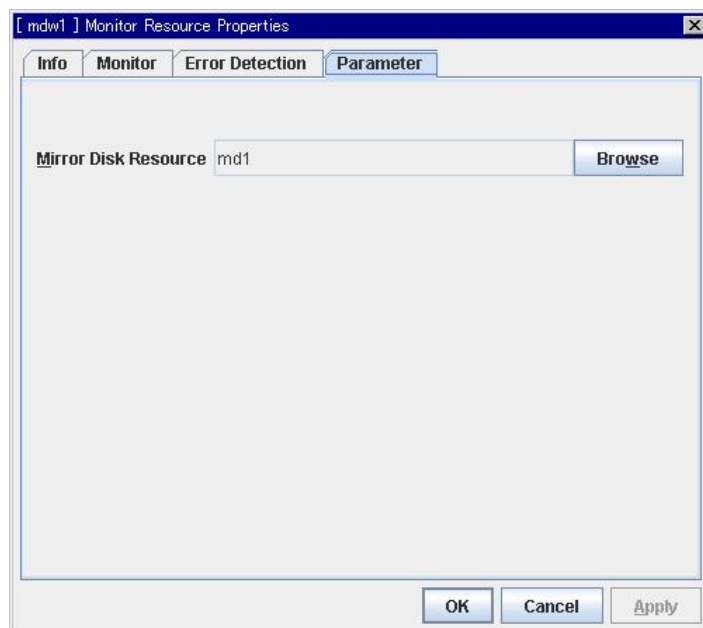 [ mdw1 ] Monitor Resource Properties
Info Monitor Error Detection Parameter
Mirror Disk Resource md1 Browse
OK Cancel Apply